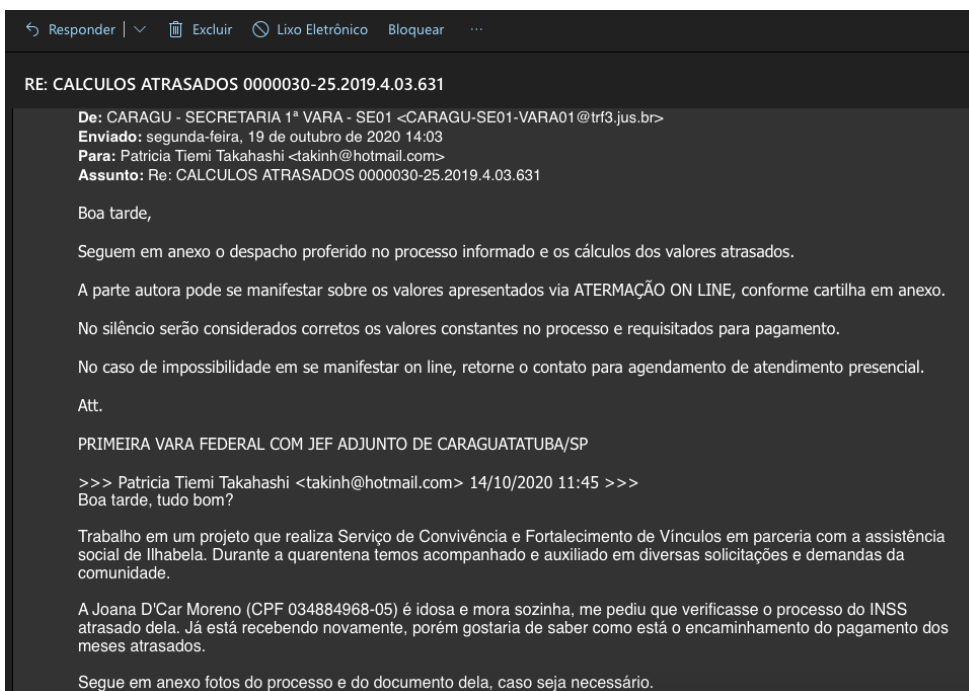 Responder | Excluir Lixo Eletrônico Bloquear ...
RE: CALCULOS ATRASADOS 0000030-25.2019.4.03.631
De: CARAGU - SECRETARIA 1ª VARA - SE01 <CARAGU-SE01-VARA01@trf3.jus.br>
Enviado: segunda-feira, 19 de outubro de 2020 14:03
Para: Patricia Tiemi Takahashi <takinh@hotmail.com>
Assunto: Re: CALCULOS ATRASADOS 0000030-25.2019.4.03.631
Boa tarde,
Seguem em anexo o despacho proferido no processo informado e os cálculos dos valores atrasados.
A parte autora pode se manifestar sobre os valores apresentados via ATERMAÇÃO ON LINE, conforme cartilha em anexo.
No silêncio serão considerados corretos os valores constantes no processo e requisitados para pagamento.
No caso de impossibilidade em se manifestar on line, retorne o contato para agendamento de atendimento presencial.
Att.
PRIMEIRA VARA FEDERAL COM JEF ADJUNTO DE CARAGUATATUBA/SP
>>> Patricia Tiemi Takahashi <takinh@hotmail.com> 14/10/2020 11:45 >>>
Boa tarde, tudo bom?
Trabalho em um projeto que realiza Serviço de Convivência e Fortalecimento de Vínculos em parceria com a assistência
social de Ilhabela. Durante a quarentena temos acompanhado e auxiliado em diversas solicitações e demandas da
comunidade.
A Joana D'Car Moreno (CPF 034884968-05) é idosa e mora sozinha, me pediu que verificasse o processo do INSS
atrasado dela. Já está recebendo novamente, porém gostaria de saber como está o encaminhamento do pagamento dos
meses atrasados.
Segue em anexo fotos do processo e do documento dela, caso seja necessário.